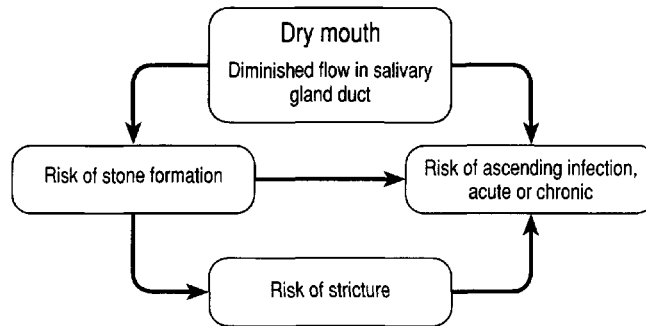 Dry mouth
Diminished flow in salivary
gland duct
Risk of stone formation
Risk of ascending infection,
acute or chronic
Risk of stricture